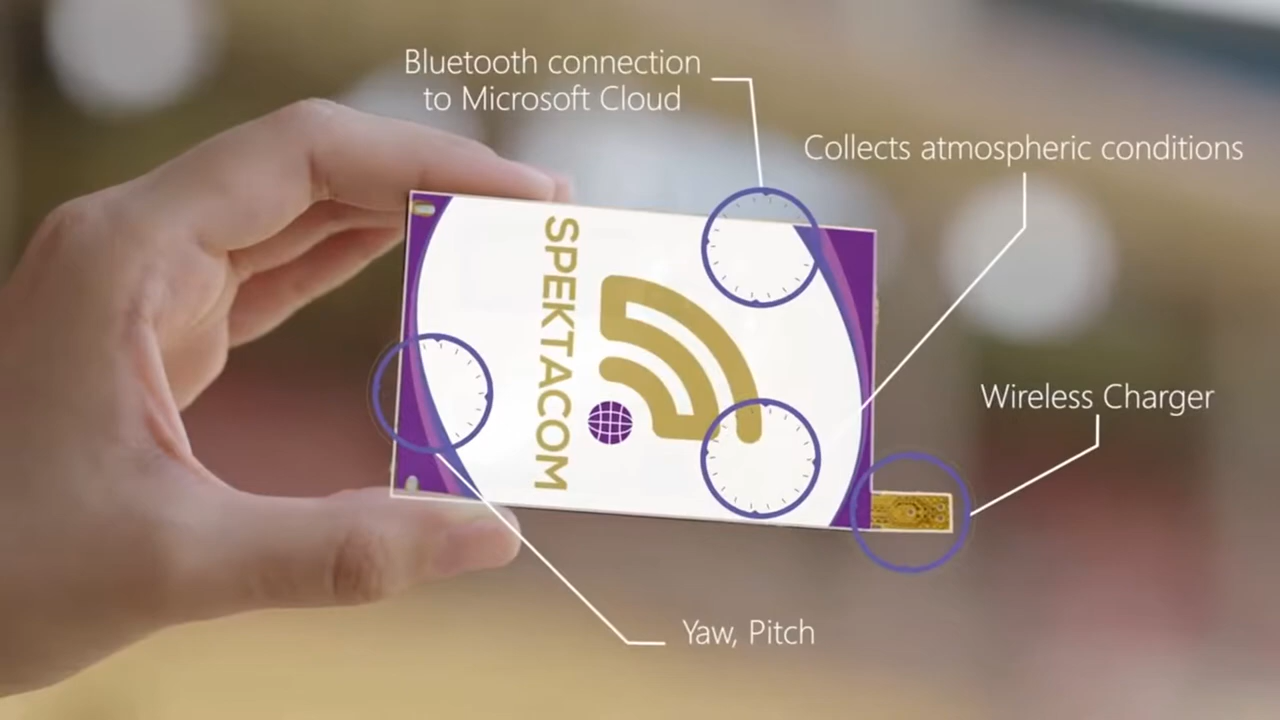 Bluetooth connection
to Microsoft Cloud
Collects atmospheric conditions
SPEKTACOM
Wireless Charger
Yaw, Pitch